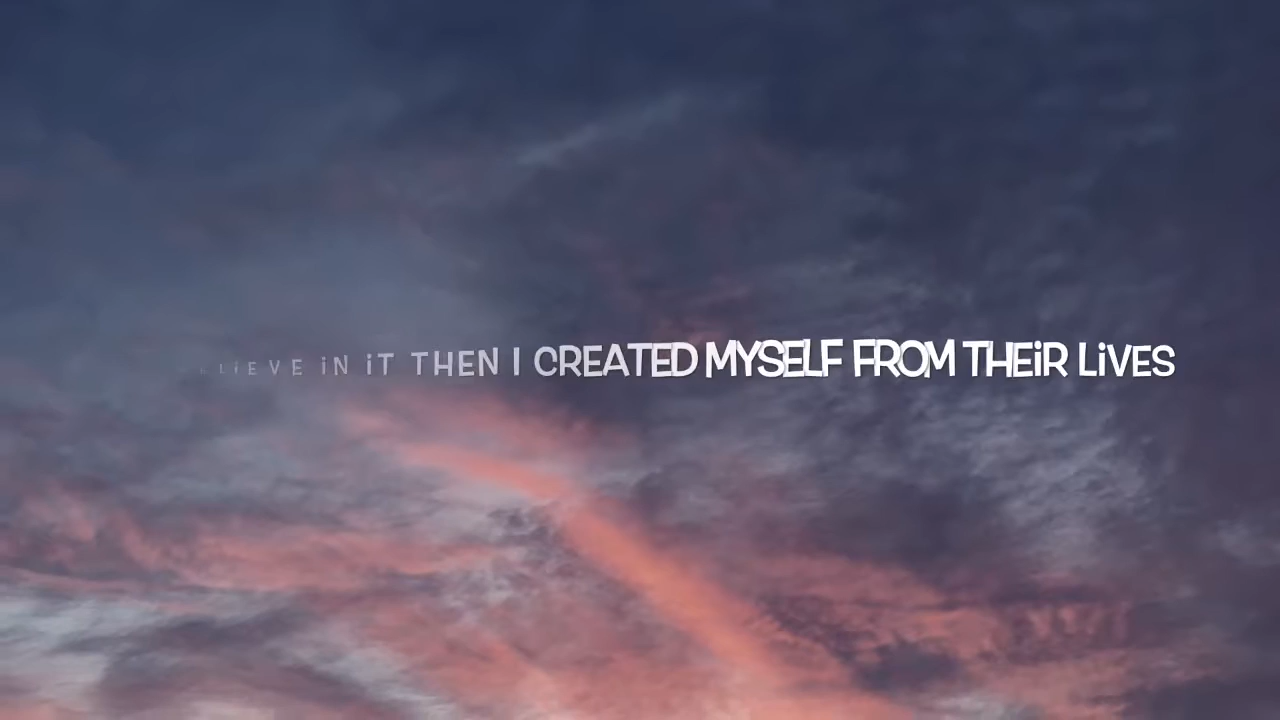 IN IT THEN I CREATED MYSELF FROM THEIR LIVES